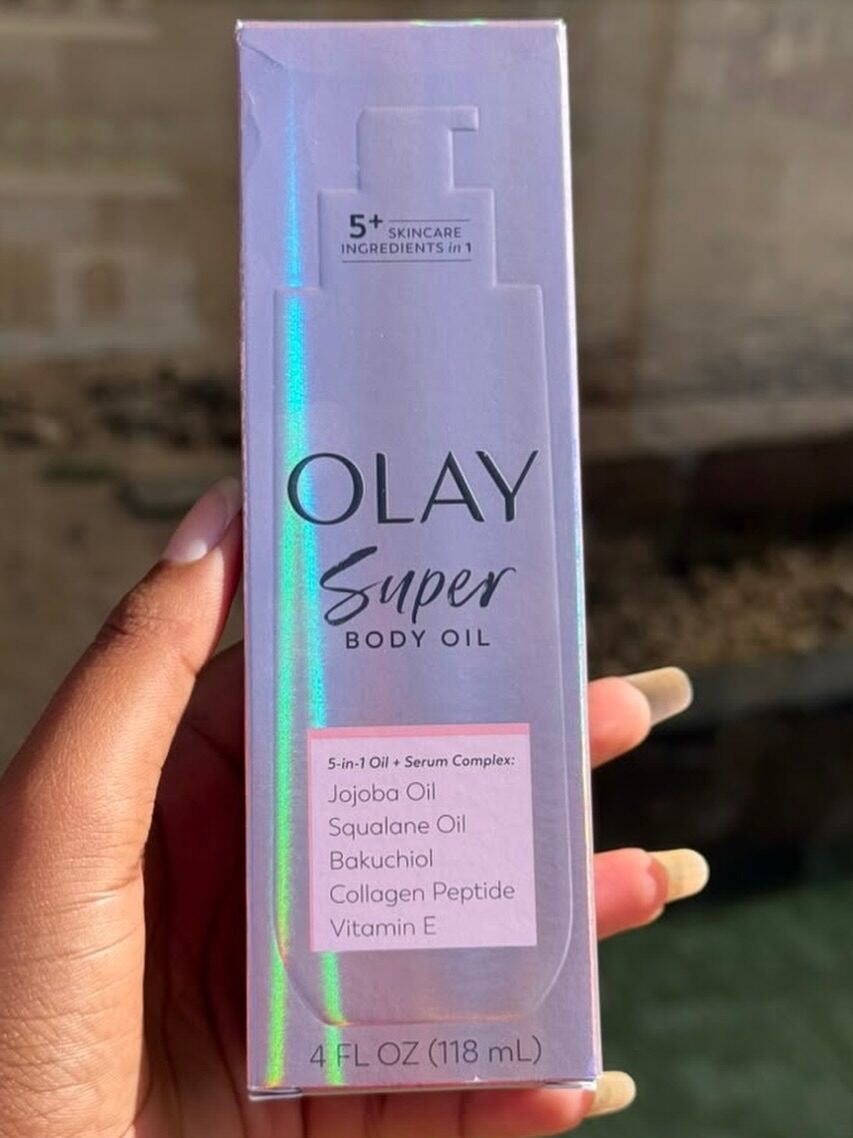 5+ SKINCARE
INGREDIENTS in 1
OLAY
Super
BODY OIL
5-in-1 Oil + Serum Complex:
Jojoba Oil
Squalane Oil
Bakuchiol
Collagen Peptide
Vitamin E
4 FL OZ (118 mL)